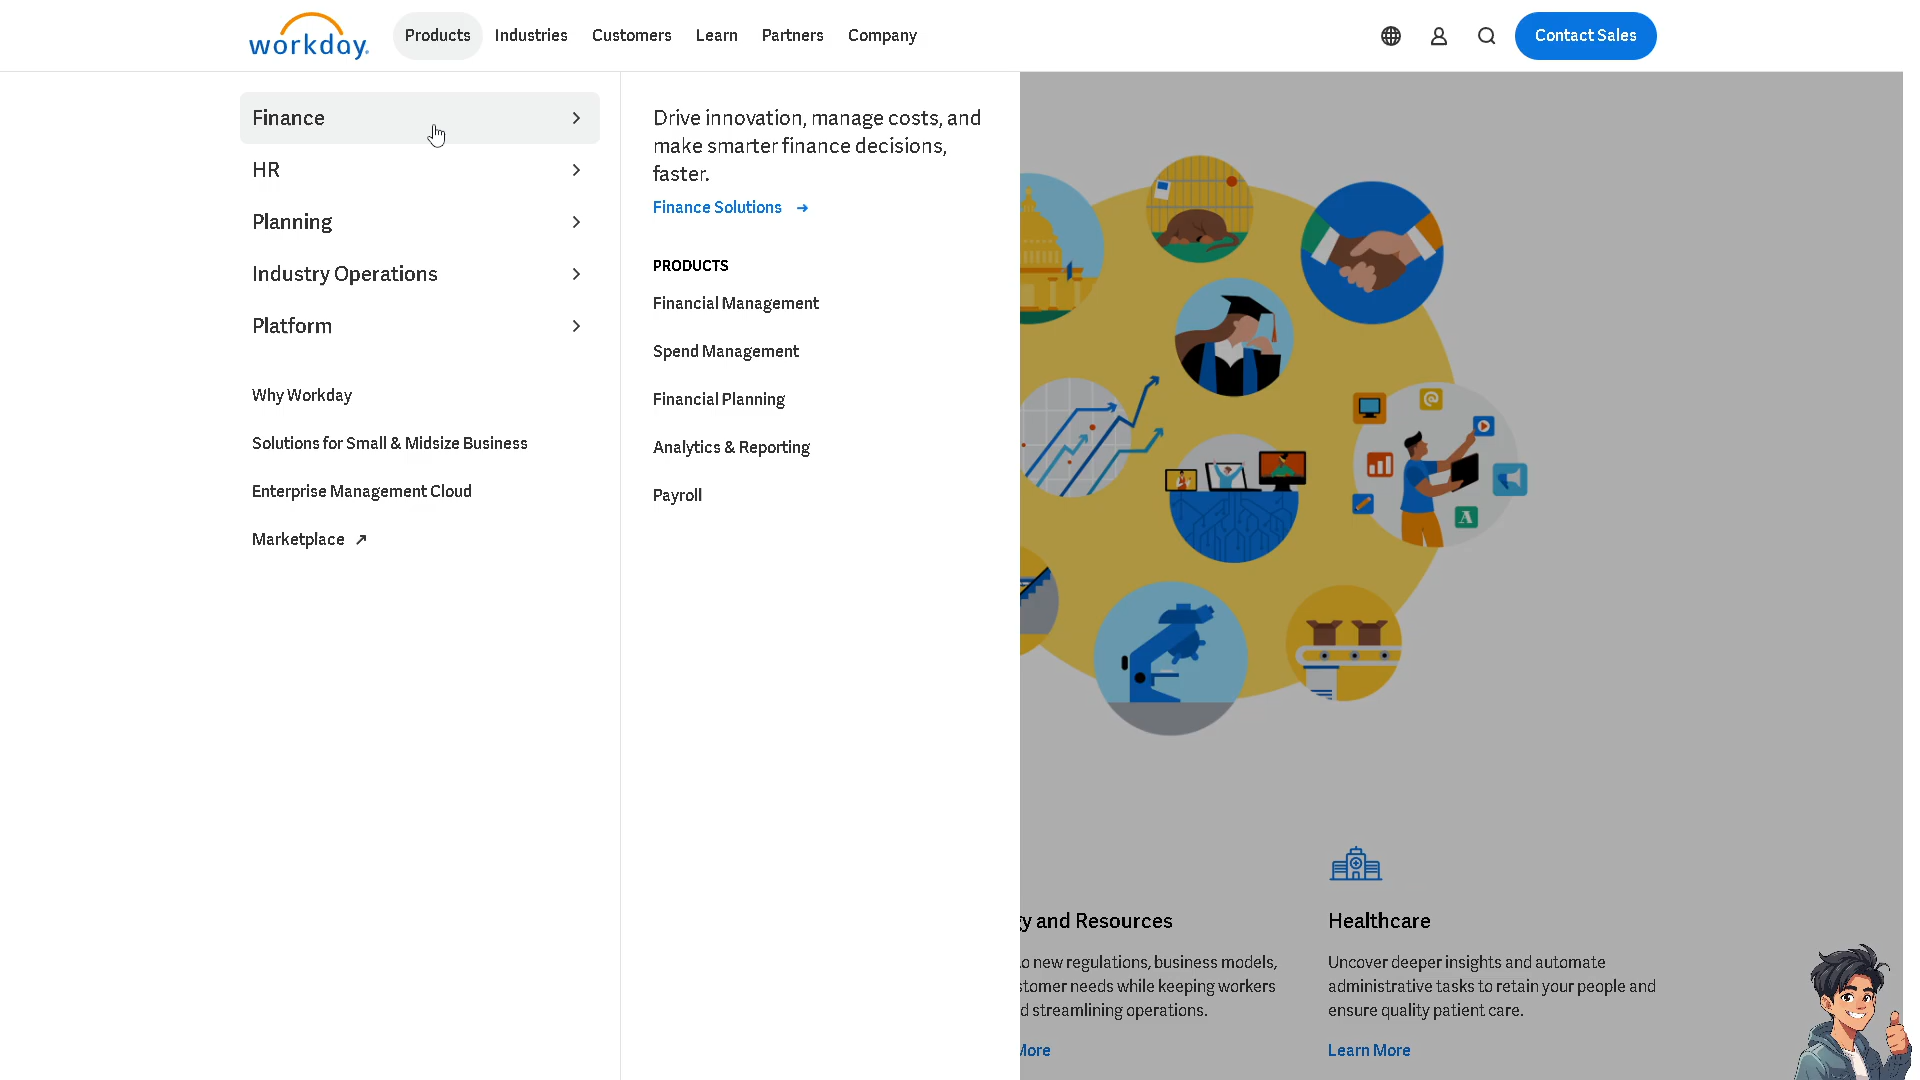 workday.
Products
Industries
Customers
Learn
Partners
Company
Contact Sales
Finance
HR
Planning
Industry Operations
Platform
Why Workday
Solutions for Small & Midsize Business
Enterprise Management Cloud
Marketplace
Drive innovation, manage costs, and
make smarter finance decisions,
faster.
Finance Solutions
PRODUCTS
Financial Management
Spend Management
Financial Planning
Analytics & Reporting
Payroll
and Resources
new regulations, business models,
needs while keeping workers
streamlining operations.
More
Healthcare
Uncover deeper insights and automate
administrative tasks to retain your people and
ensure quality patient care.
Learn More